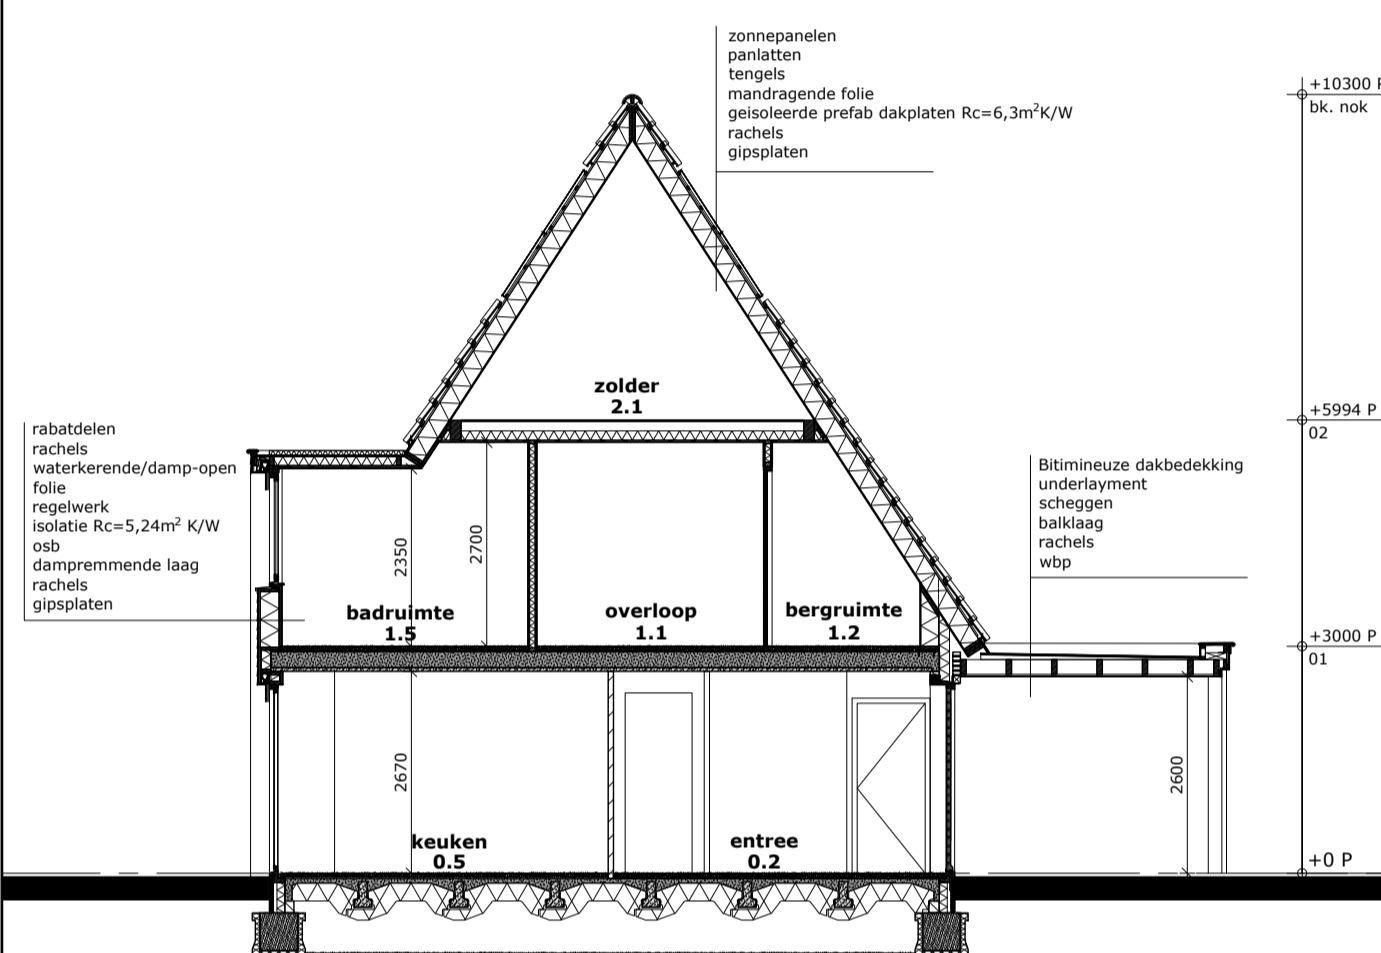 zonnepanelen
panlatten
tengels
mandragende folie
geisoleerde prefab dakplaten Rc=6,3m²K/W
rachels
gipsplaten
+10300 P
bk. nok
zolder
2.1
+5994 P
02
rabatdelen
rachels
waterkerende/damp-open
folie
regelwerk
isolatie Rc=5,24m² K/W
osb
dampremmende laag
rachels
gipsplaten
Bitimineuze dakbedekking
underlayment
scheggen
balklaag
rachels
wbp
2350
2700
badruimte
1.5
overloop
1.1
bergruimte
1.2
+3000 P
01
2670
2600
keuken
0.5
entree
0.2
+0 P